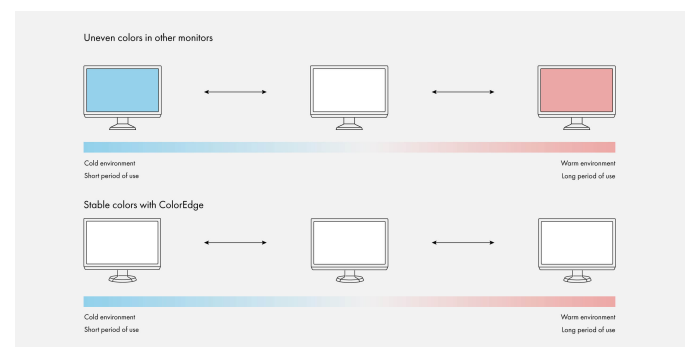 Uneven colors in other monitors
Cold environment
Short period of use
Warm environment
Long period of use
Stable colors with ColorEdge
Cold environment
Short period of use
Warm environment
Long period of use